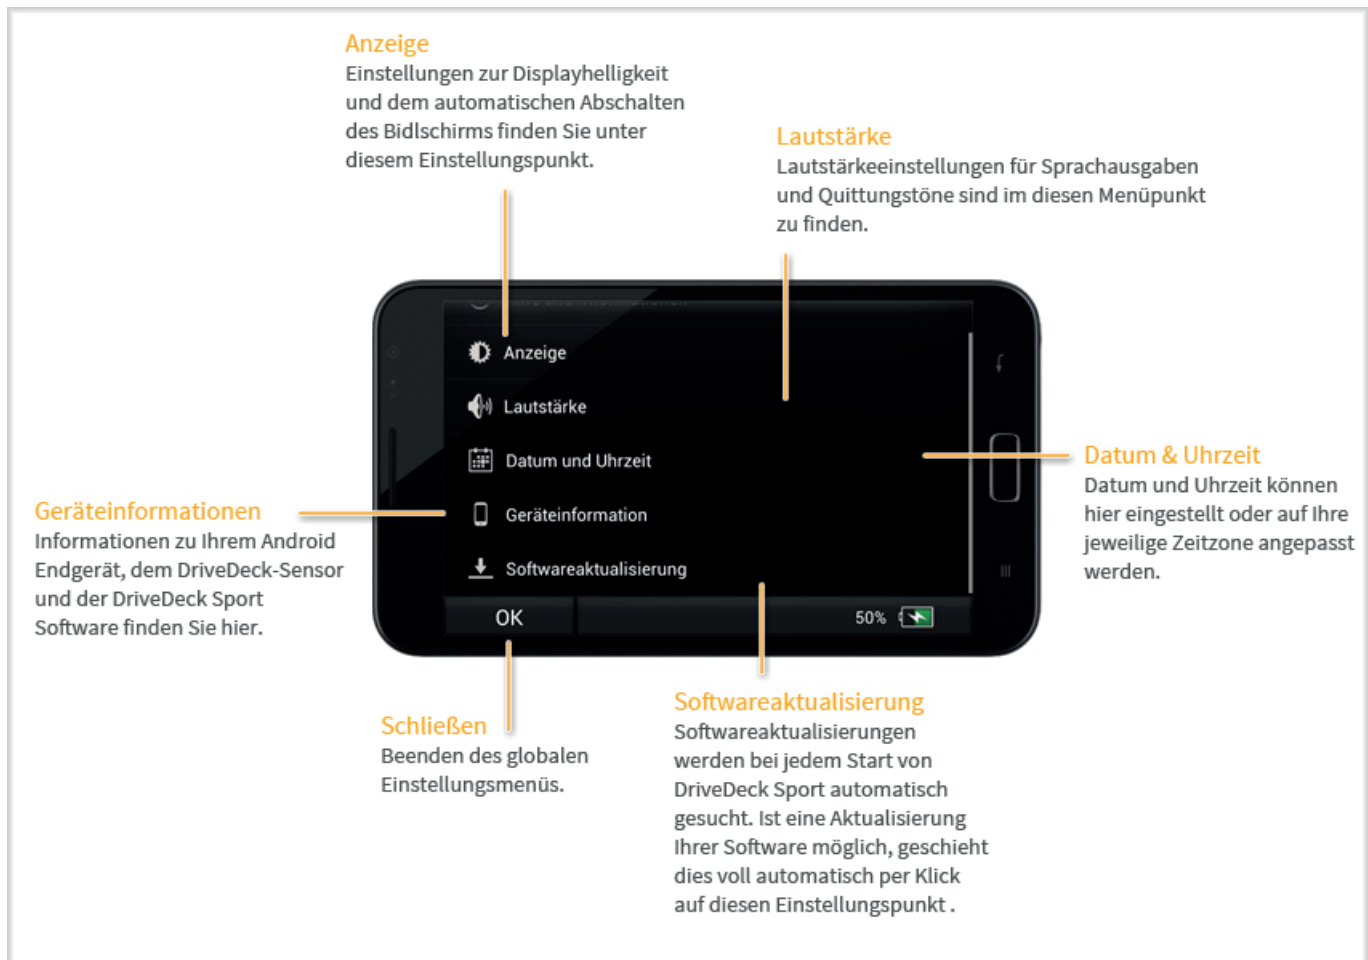 Anzeige
Einstellungen zur Displayhelligkeit
und dem automatischen Abschalten
des Bidlschirms finden Sie unter
diesem Einstellungspunkt.
Lautstärke
Lautstärkeeinstellungen für Sprachausgaben
und Quittungstöne sind im diesen Menüpunkt
zu finden.
Anzeige
Lautstärke
Datum und Uhrzeit
Geräteinformation
Softwareaktualisierung
OK
50%
Datum & Uhrzeit
Datum und Uhrzeit können
hier eingestellt oder auf Ihre
jeweilige Zeitzone angepasst
werden.
Geräteinformationen
Informationen zu Ihrem Android
Endgerät, dem DriveDeck-Sensor
und der DriveDeck Sport
Software finden Sie hier.
Schließen
Beenden des globalen
Einstellungsmenüs.
Softwareaktualisierung
Softwareaktualisierungen
werden bei jedem Start von
DriveDeck Sport automatisch
gesucht. Ist eine Aktualisierung
Ihrer Software möglich, geschieht
dies voll automatisch per Klick
auf diesen Einstellungspunkt .